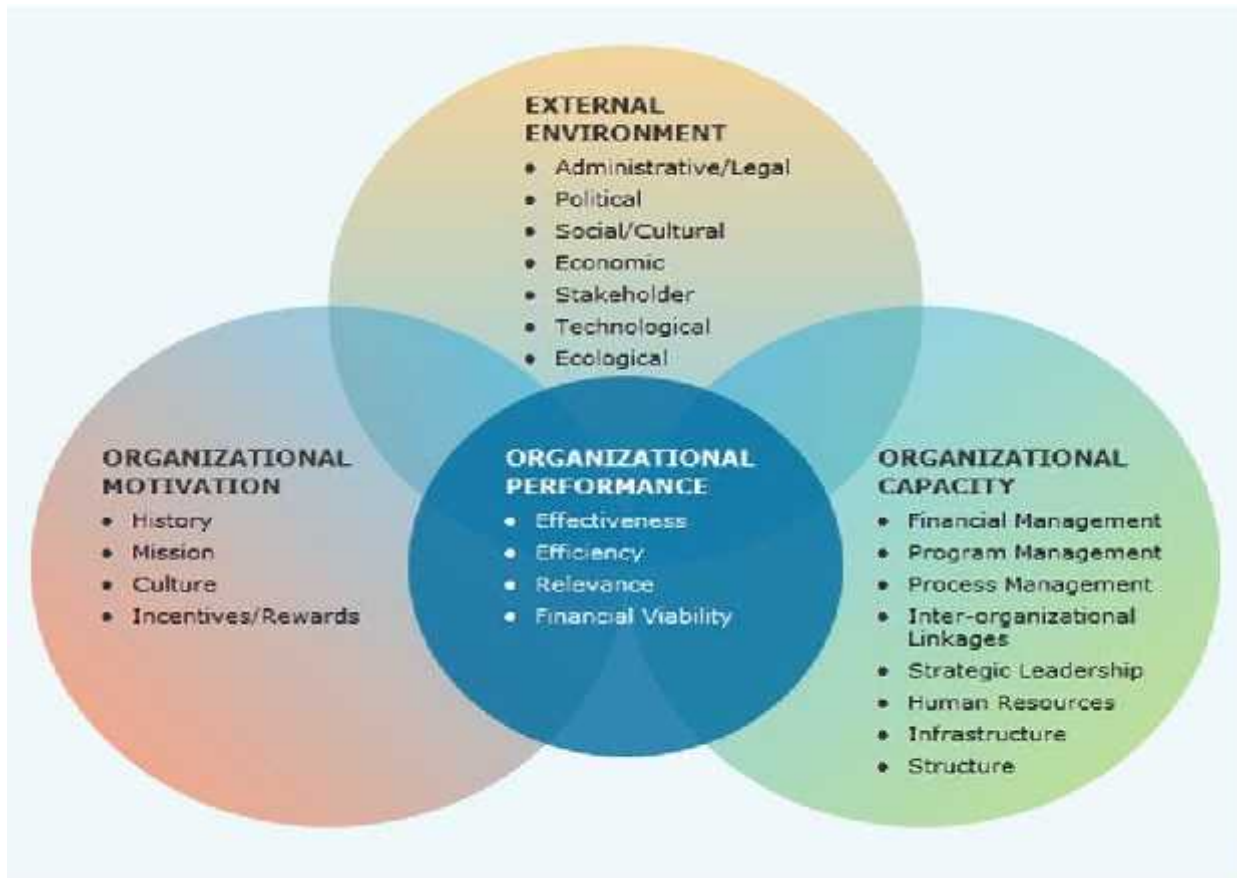 EXTERNAL
ENVIRONMENT
• Administrative/Legal
• Political
• Social/Cultural
• Economic
• Stakeholder
• Technological
• Ecological
ORGANIZATIONAL
MOTIVATION
• History
• Mission
• Culture
• Incentives/Rewards
ORGANIZATIONAL
PERFORMANCE
• Effectiveness
• Efficiency
• Relevance
• Financial Viability
ORGANIZATIONAL
CAPACITY
• Financial Management
• Program Management
• Process Management
• Inter-organizational
Linkages
• Strategic Leadership
• Human Resources
• Infrastructure
• Structure